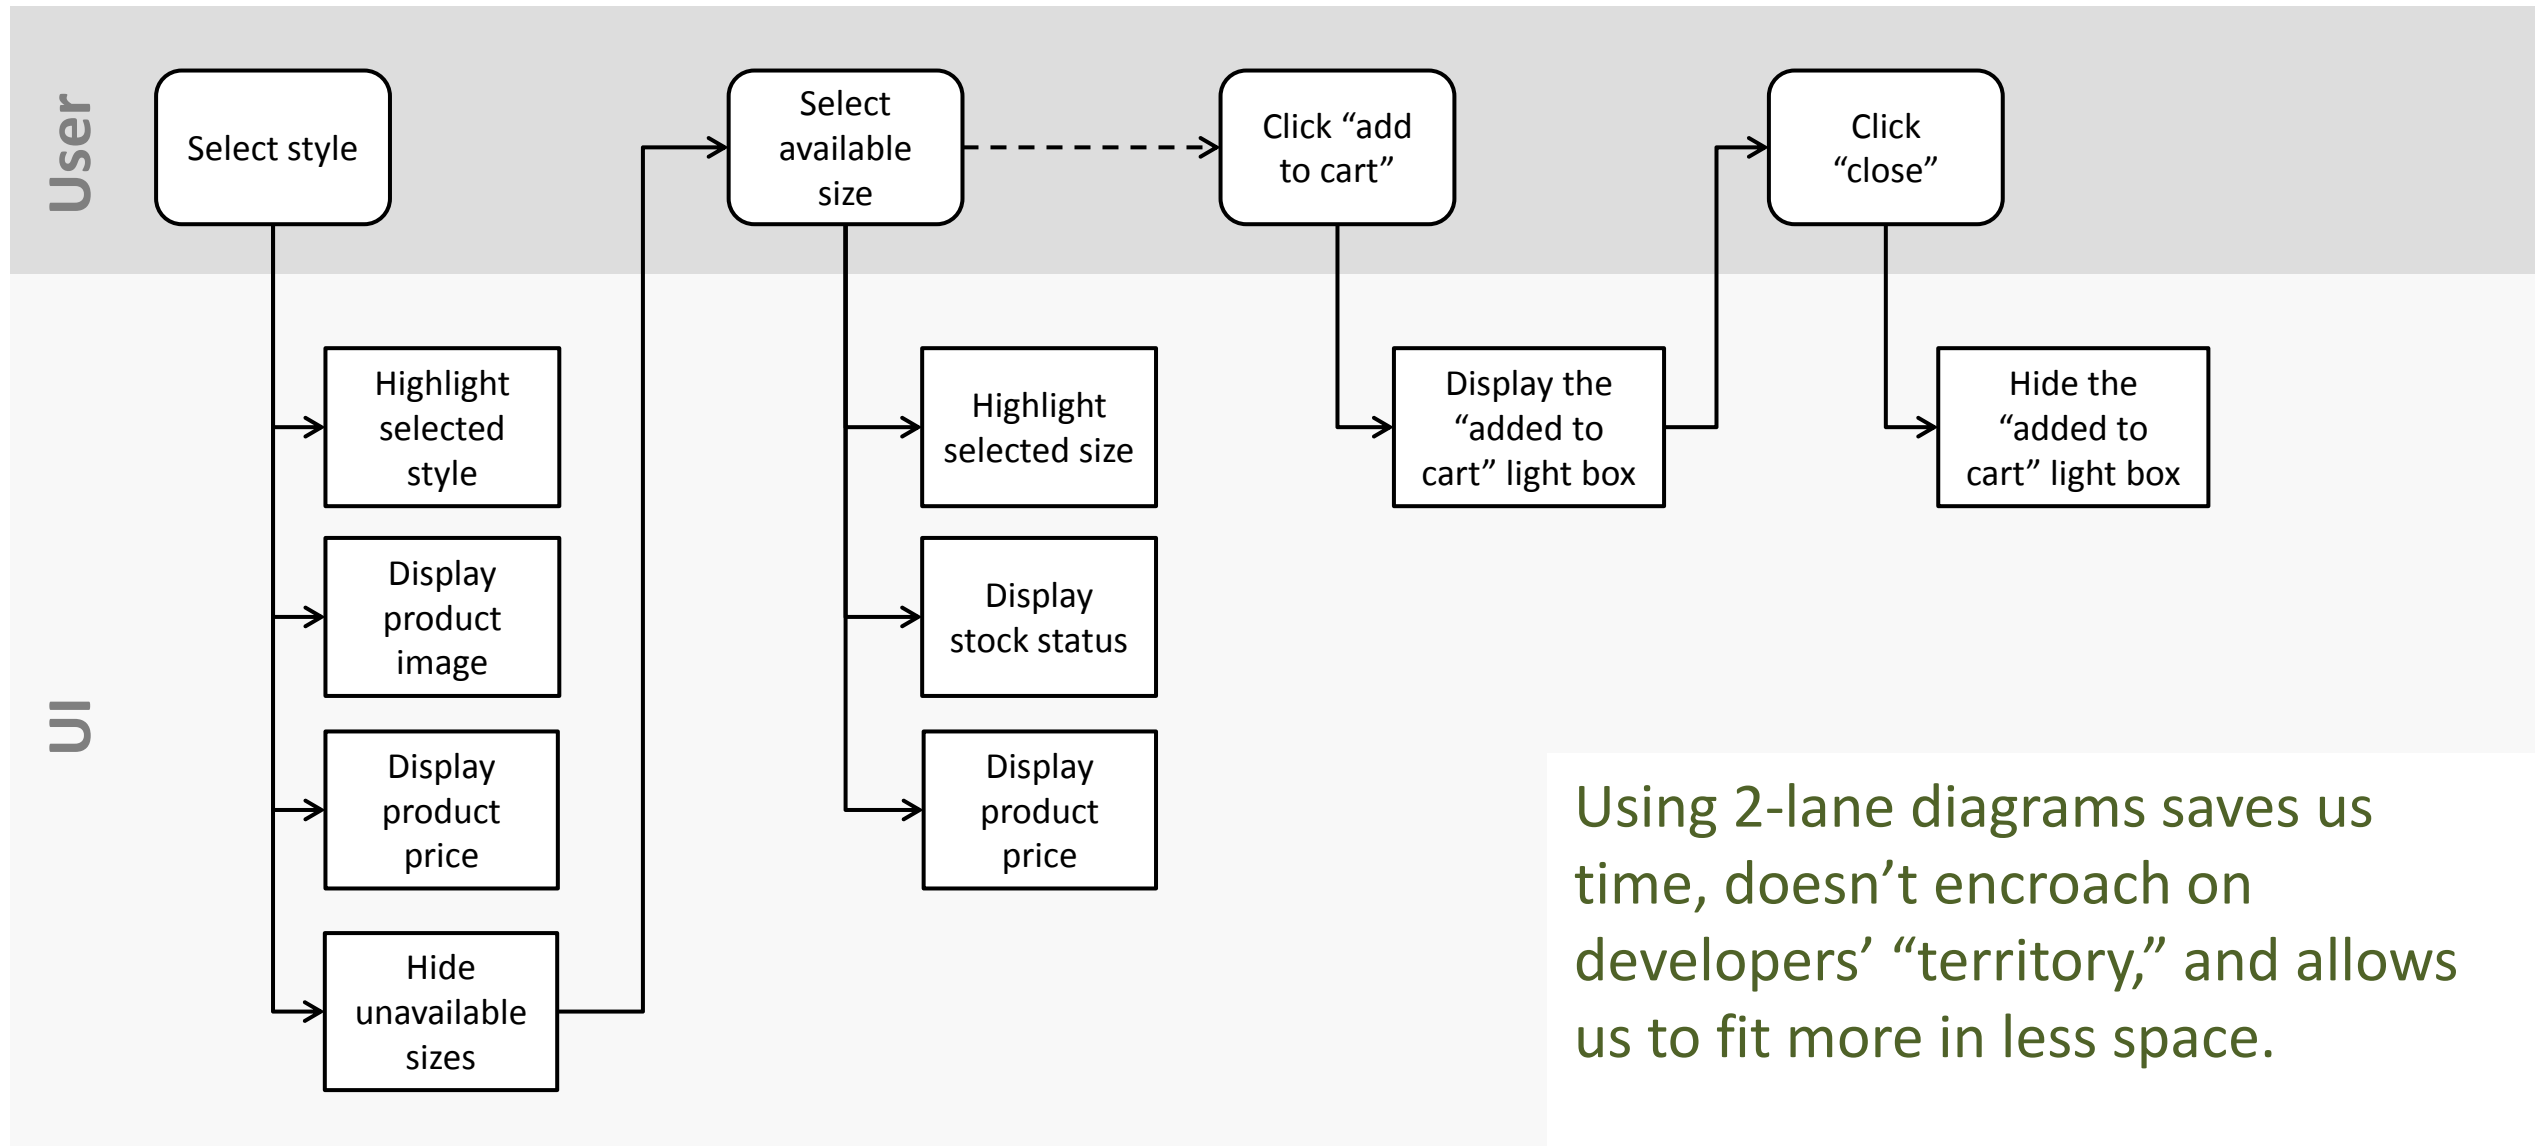 User
Select style
Select
available
size
Click “add
to cart”
Click
“close”
UI
Highlight
selected
style
Display
product
image
Display
product
price
Hide
unavailable
sizes
Highlight
selected size
Display
stock status
Display
product
price
Display the
“added to
cart” light box
Hide the
“added to
cart” light box
Using 2-lane diagrams saves us
time, doesn’t encroach on
developers’ “territory,” and allows
us to fit more in less space.